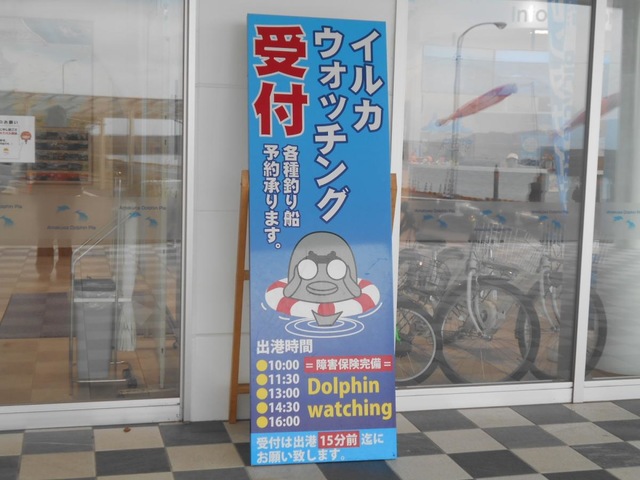 イルカ
ウォッチング
受付
各種釣り船
予約承ります。
出港時間
●10:00
●11:30
●13:00
●14:30
●16:00
= 障害保険完備 =
Dolphin
watching
受付は出港 15分前 迄に
お願い致します。